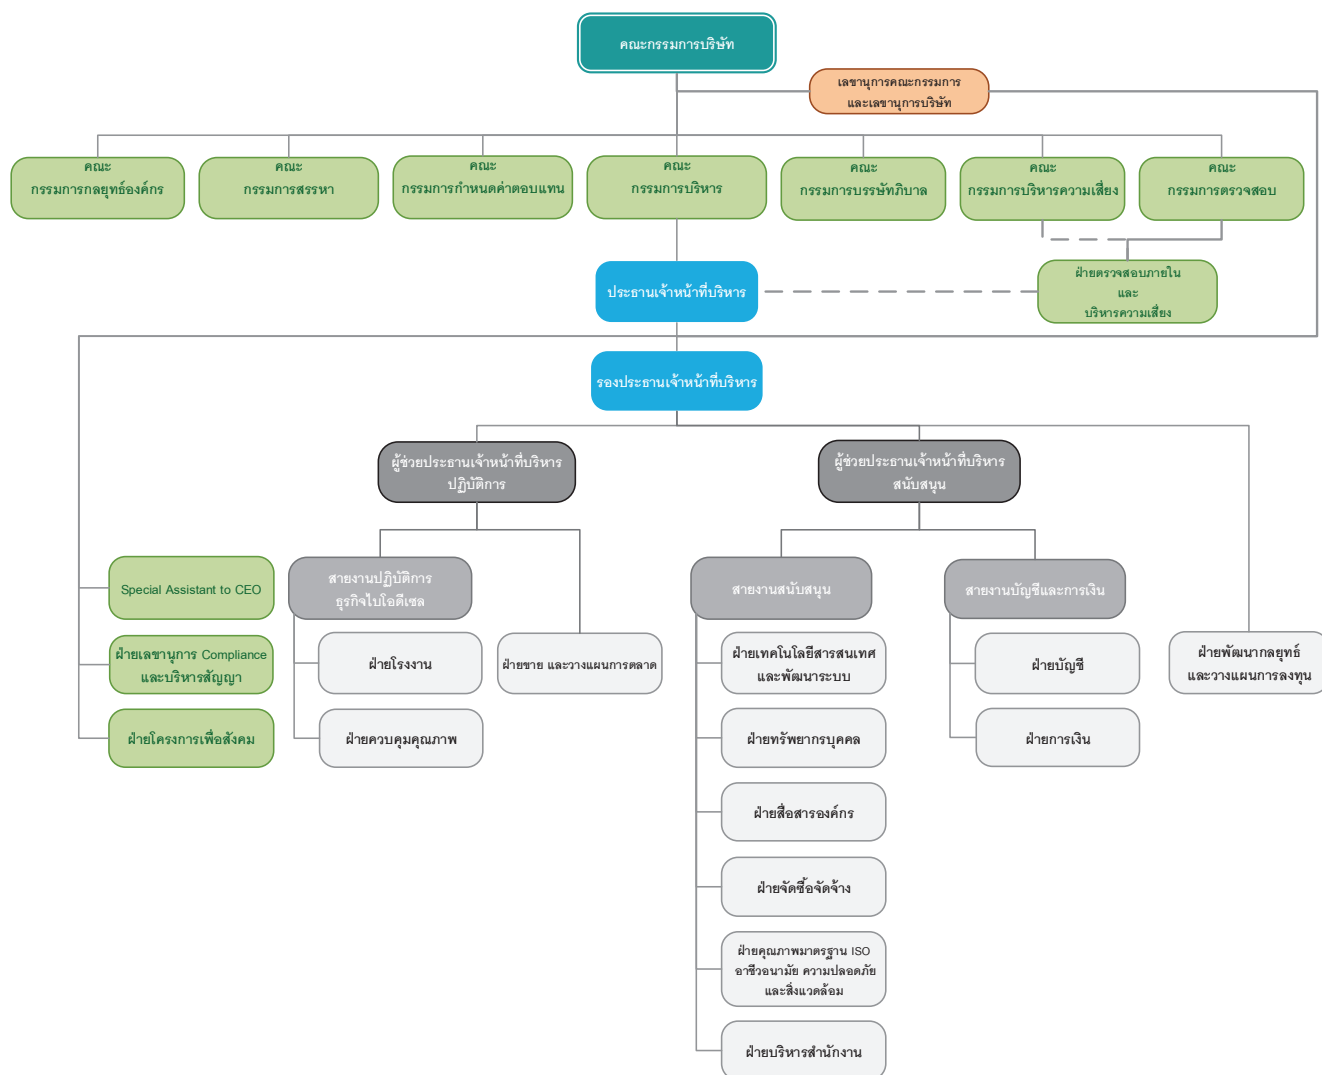 คณะกรรมการบริษัท
เลขานุการคณะกรรมการ
และเลขานุการบริษัท
คณะ
กรรมการกลยุทธ์องค์กร
คณะ
กรรมการสรรหา
คณะ
กรรมการกำหนดค่าตอบแทน
คณะ
กรรมการบริหาร
คณะ
กรรมการบรรษัทภิบาล
คณะ
กรรมการบริหารความเสี่ยง
คณะ
กรรมการตรวจสอบ
ประธานเจ้าหน้าที่บริหาร
ฝ่ายตรวจสอบภายใน
และ
บริหารความเสี่ยง
รองประธานเจ้าหน้าที่บริหาร
ผู้ช่วยประธานเจ้าหน้าที่บริหาร
ปฏิบัติการ
ผู้ช่วยประธานเจ้าหน้าที่บริหาร
สนับสนุน
Special Assistant to CEO
สายงานปฏิบัติการ
ธุรกิจไบโอดีเซล
สายงานสนับสนุน
สายงานบัญชีและการเงิน
ฝ่ายเลขานุการ Compliance
และบริหารสัญญา
ฝ่ายโรงงาน
ฝ่ายขาย และวางแผนการตลาด
ฝ่ายเทคโนโลยีสารสนเทศ
และพัฒนาระบบ
ฝ่ายบัญชี
ฝ่ายพัฒนากลยุทธ์
และวางแผนการลงทุน
ฝ่ายโครงการเพื่อสังคม
ฝ่ายควบคุมคุณภาพ
ฝ่ายทรัพยากรบุคคล
ฝ่ายการเงิน
ฝ่ายสื่อสารองค์กร
ฝ่ายจัดซื้อจัดจ้าง
ฝ่ายคุณภาพมาตรฐาน ISO
อาชีวอนามัย ความปลอดภัย
และสิ่งแวดล้อม
ฝ่ายบริหารสำนักงาน